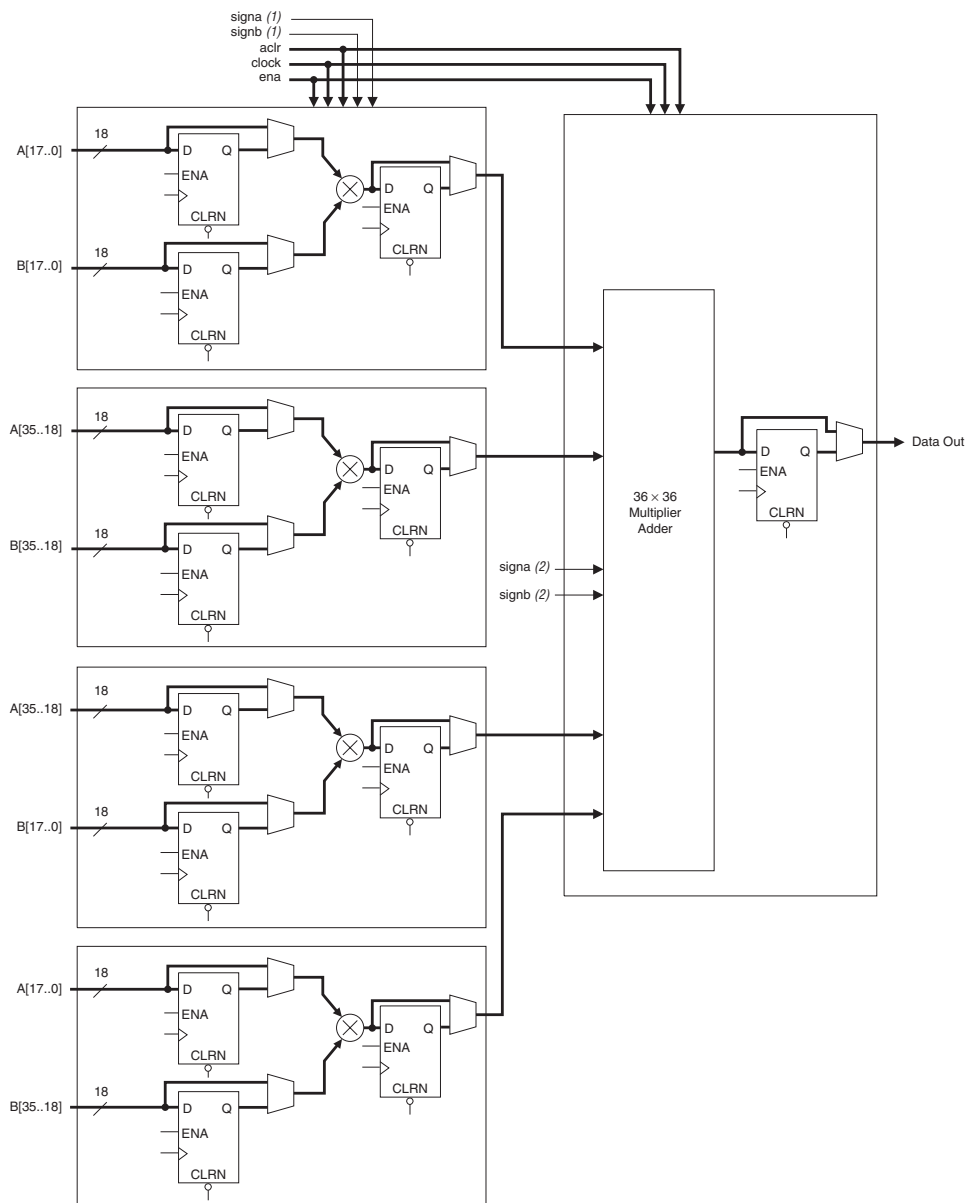 signa (1)
signb (1)
aclr
clock
ena
A[17..0]
18
D Q
ENA
CLRN
B[17..0]
18
D Q
ENA
CLRN
D Q
ENA
CLRN
A[35..18]
18
D Q
ENA
CLRN
B[35..18]
18
D Q
ENA
CLRN
D Q
ENA
CLRN
A[35..18]
18
D Q
ENA
CLRN
B[17..0]
18
D Q
ENA
CLRN
D Q
ENA
CLRN
A[17..0]
18
D Q
ENA
CLRN
B[35..18]
18
D Q
ENA
CLRN
D Q
ENA
CLRN
36 × 36
Multiplier
Adder
signa (2)
signb (2)
D Q
ENA
CLRN
Data Out